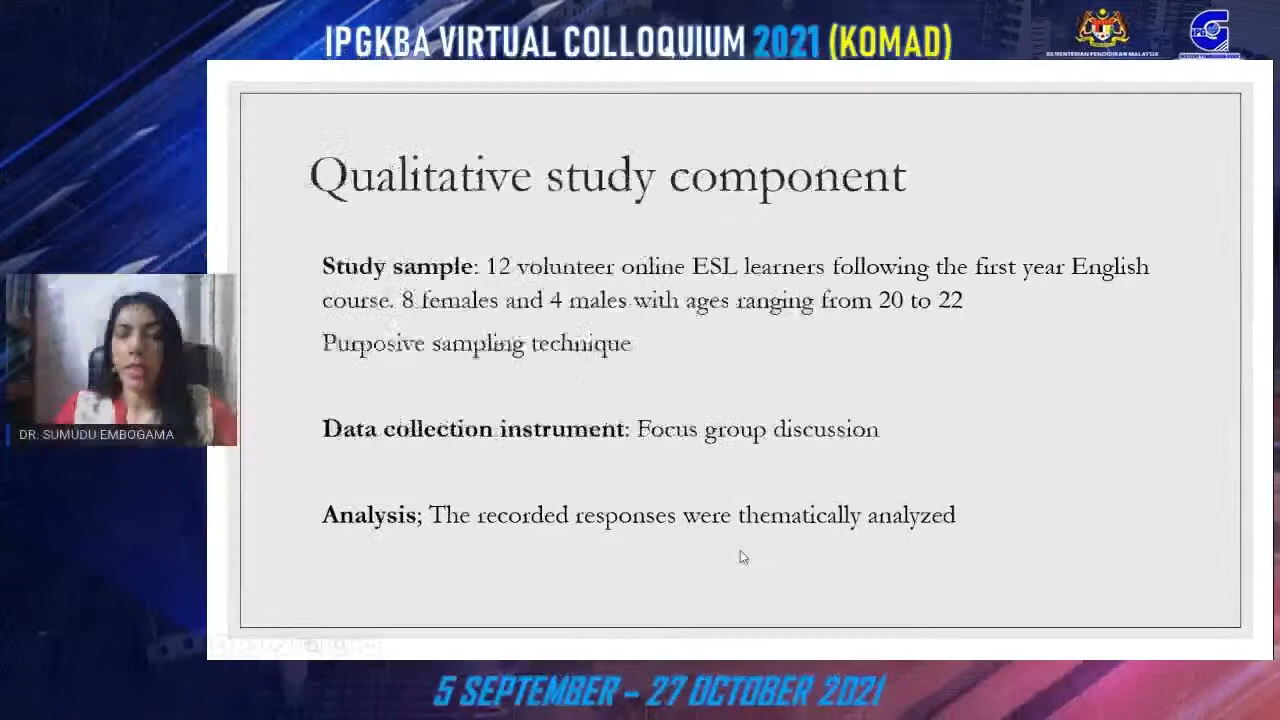 IPGKBA VIRTUAL COLLOQUIUM 2021 (KOMAD)
KEMENTERIAN PENDIDIKAN MALAYSIA
Qualitative study component
Study sample: 12 volunteer online ESL learners following the first year English
course. 8 females and 4 males with ages ranging from 20 to 22
Purposive sampling technique
DR. SUMUDU EMBOGAMA
Data collection instrument: Focus group discussion
Analysis; The recorded responses were thematically analyzed
5 SEPTEMBER – 27 OCTOBER 2021